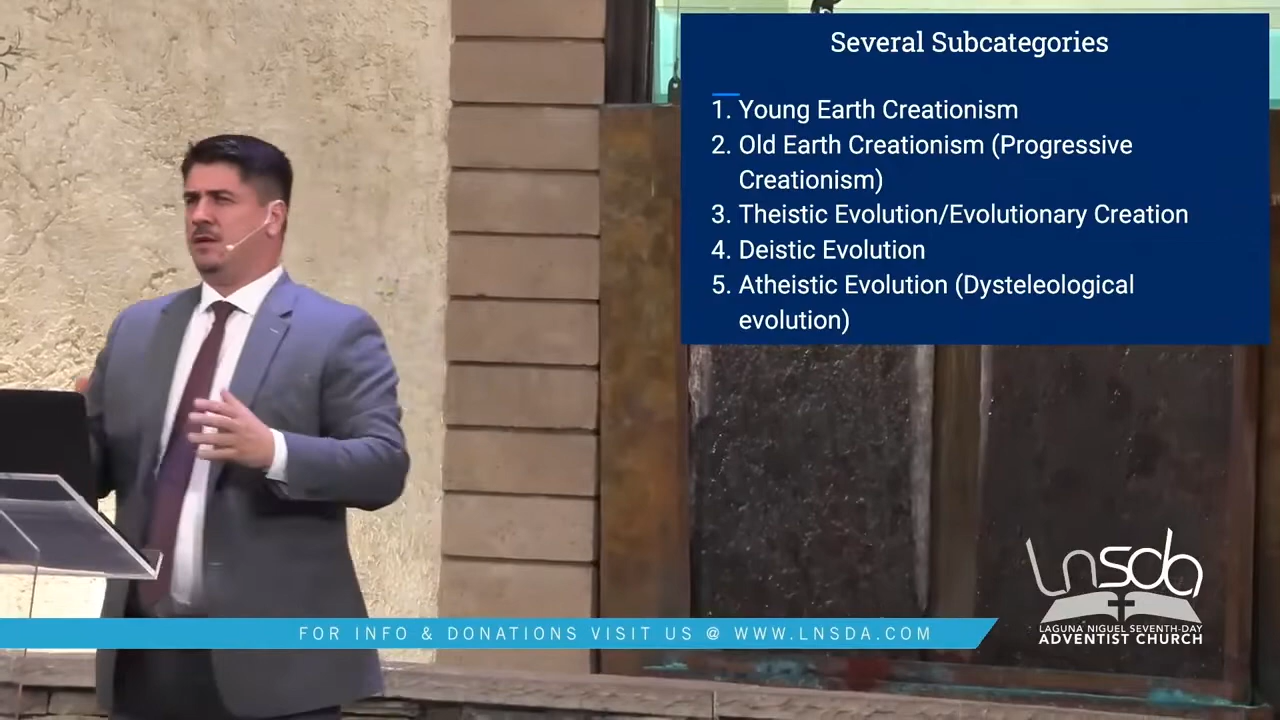 Several Subcategories
1. Young Earth Creationism
2. Old Earth Creationism (Progressive
Creationism)
3. Theistic Evolution/Evolutionary Creation
4. Deistic Evolution
5. Atheistic Evolution (Dysteleological
evolution)
Lnsda
LAGUNA NIGUEL SEVENTH-DAY
ADVENTIST CHURCH
FOR INFO & DONATIONS VISIT US @ WWW.LNSDA.COM